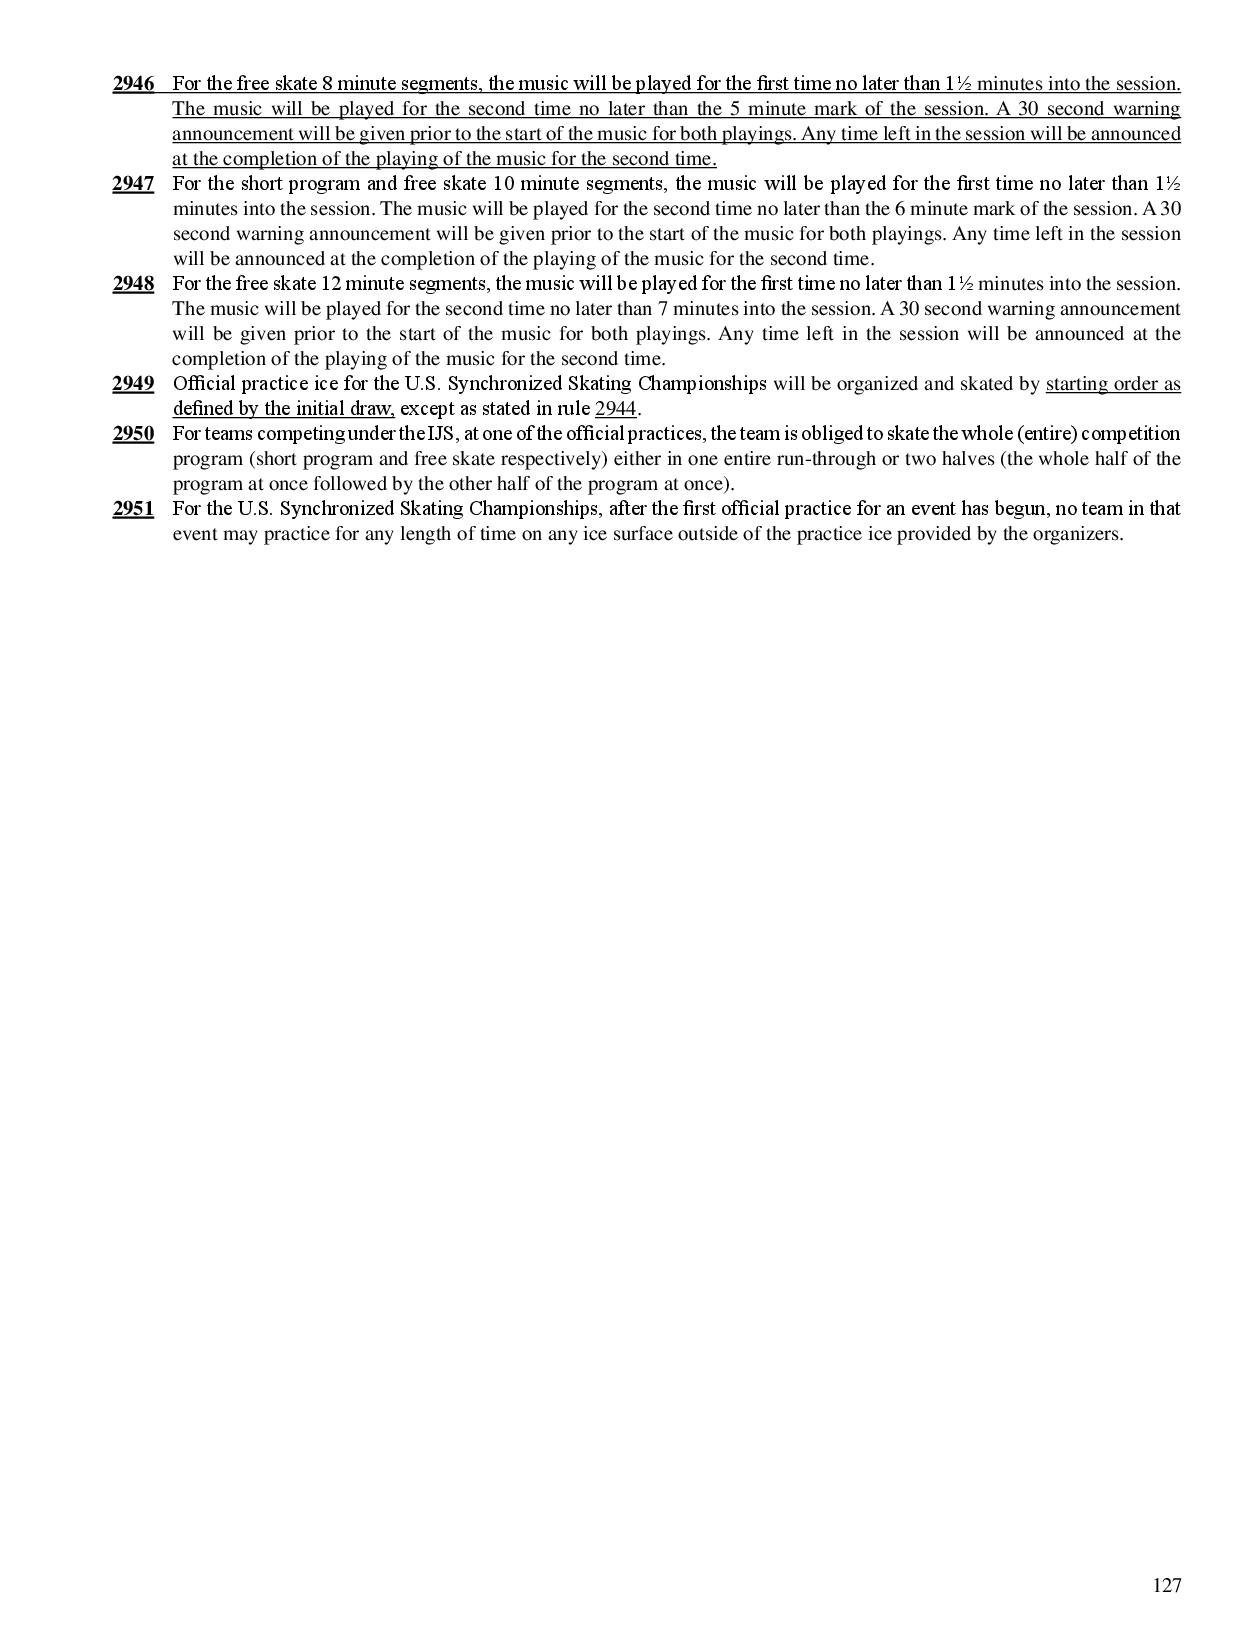 2946 For the free skate 8 minute segments, the music will be played for the first time no later than 1½ minutes into the session.
The music will be played for the second time no later than the 5 minute mark of the session. A 30 second warning
announcement will be given prior to the start of the music for both playings. Any time left in the session will be announced
at the completion of the playing of the music for the second time.
2947 For the short program and free skate 10 minute segments, the music will be played for the first time no later than 1½
minutes into the session. The music will be played for the second time no later than the 6 minute mark of the session. A 30
second warning announcement will be given prior to the start of the music for both playings. Any time left in the session
will be announced at the completion of the playing of the music for the second time.
2948 For the free skate 12 minute segments, the music will be played for the first time no later than 1½ minutes into the session.
The music will be played for the second time no later than 7 minutes into the session. A 30 second warning announcement
will be given prior to the start of the music for both playings. Any time left in the session will be announced at the
completion of the playing of the music for the second time.
2949 Official practice ice for the U.S. Synchronized Skating Championships will be organized and skated by starting order as
defined by the initial draw, except as stated in rule 2944.
2950 For teams competing under the IJS, at one of the official practices, the team is obliged to skate the whole (entire) competition
program (short program and free skate respectively) either in one entire run-through or two halves (the whole half of the
program at once followed by the other half of the program at once).
2951 For the U.S. Synchronized Skating Championships, after the first official practice for an event has begun, no team in that
event may practice for any length of time on any ice surface outside of the practice ice provided by the organizers.
127